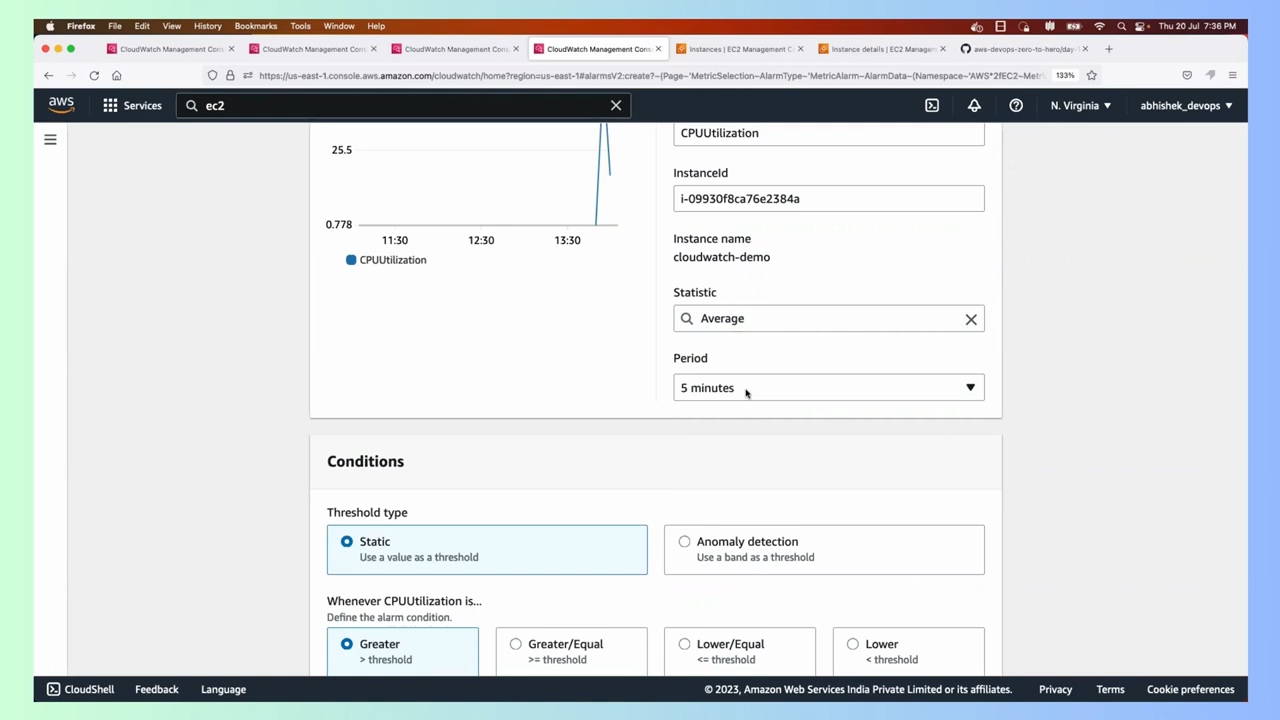 Firefox File Edit View History Bookmarks Tools Window Help Thu 20 Jul 7:36 PM
CloudWatch Management Cons CloudWatch Management Cons CloudWatch Management Cons CloudWatch Management Cons Instances | EC2 Management C Instance details | EC2 Managem aws-devops-zero-to-hero/day-
https://us-east-1.console.aws.amazon.com/cloudwatch/home?region=us-east-1#alarmsV2:create?~(Page~'MetricSelection~AlarmType~'MetricAlarm~AlarmData~(Namespace~'AWS*2fEC2~Metric 133%
aws Services ec2 N. Virginia abhishek_devops
CPUUtilization
25.5
InstanceId
i-09930f8ca76e2384a
0.778
11:30 12:30 13:30
Instance name
cloudwatch-demo
CPUUtilization
Statistic
Average
Period
5 minutes
Conditions
Threshold type
Static
Use a value as a threshold
Anomaly detection
Use a band as a threshold
Whenever CPUUtilization is...
Define the alarm condition.
Greater
> threshold
Greater/Equal
>= threshold
Lower/Equal
<= threshold
Lower
< threshold
CloudShell Feedback Language © 2023, Amazon Web Services India Private Limited or its affiliates. Privacy Terms Cookie preferences